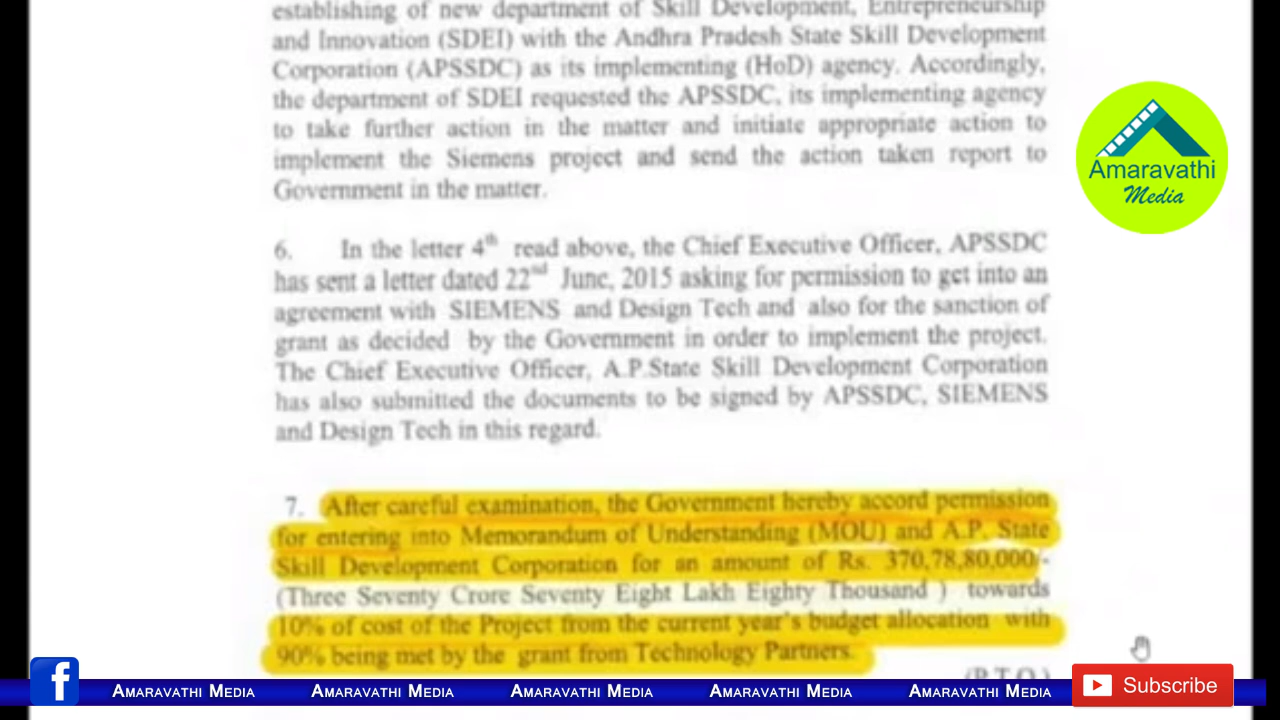 establishing of new department of Skill Development, Entrepreneurship
and Innovation (SDEI) with the Andhra Pradesh State Skill Development
Corporation (APSSDC) as its implementing (HoD) agency. Accordingly,
the department of SDEI requested the APSSDC, its implementing agency
to take further action in the matter and initiate appropriate action to
implement the Siemens project and send the action taken report to
Government in the matter.
6. In the letter 4th read above, the Chief Executive Officer, APSSDC
has sent a letter dated 22nd June, 2015 asking for permission to get into an
agreement with SIEMENS and Design Tech and also for the sanction of
grant as decided by the Government in order to implement the project.
The Chief Executive Officer, A.P.State Skill Development Corporation
has also submitted the documents to be signed by APSSDC, SIEMENS
and Design Tech in this regard.
7. After careful examination, the Government hereby accord permission
for entering into Memorandum of Understanding (MOU) and A.P. State
Skill Development Corporation for an amount of Rs. 370,78,80,000/-
(Three Seventy Crore Seventy Eight Lakh Eighty Thousand ) towards
10% of cost of the Project from the current year's budget allocation with
90% being met by the grant from Technology Partners.
(P.T.O.)
Amaravathi
Media
f
Amaravathi Media Amaravathi Media Amaravathi Media Amaravathi Media Amaravathi Media
Subscribe